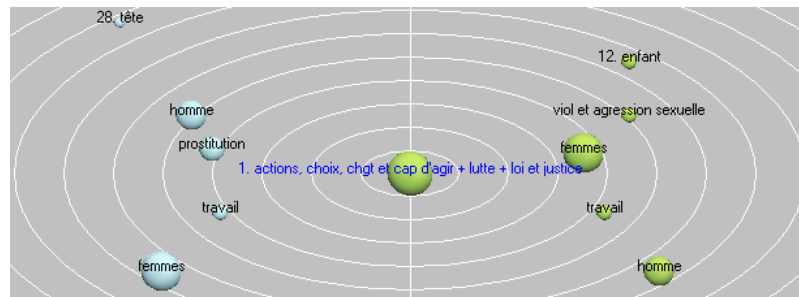 28. tête
12. enfant
homme
viol et agression sexuelle
prostitution
femmes
1. actions, choix, chgt et cap d'agir + lutte + loi et justice
travail
travail
femmes
homme